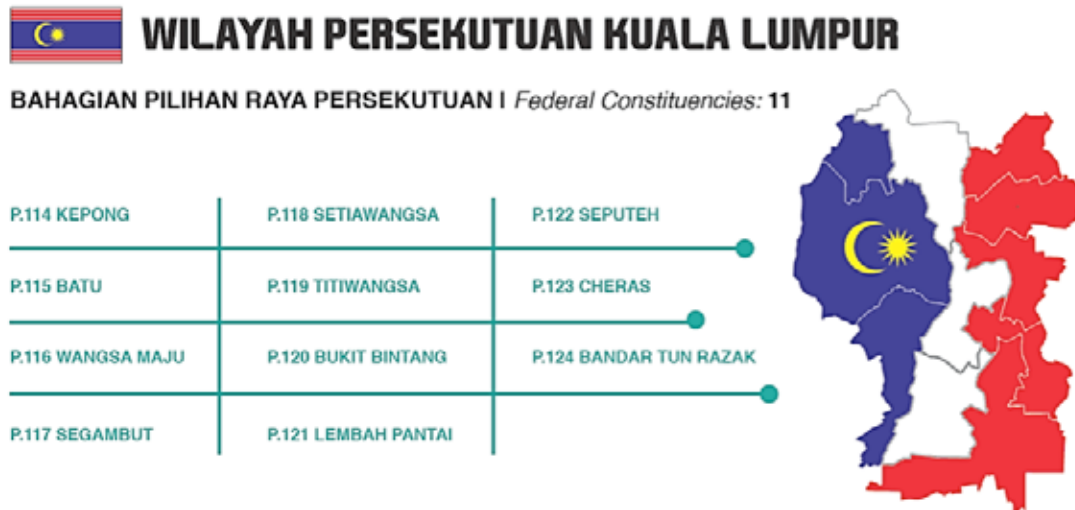 WILAYAH PERSEKUTUAN KUALA LUMPUR
BAHAGIAN PILIHAN RAYA PERSEKUTUAN I Federal Constituencies: 11
P.114 KEPONG
P.118 SETIAWANGSA
P.122 SEPUTEH
P.115 BATU
P.119 TITIWANGSA
P.123 CHERAS
P.116 WANGSA MAJU
P.120 BUKIT BINTANG
P.124 BANDAR TUN RAZAK
P.117 SEGAMBUT
P.121 LEMBAH PANTAI